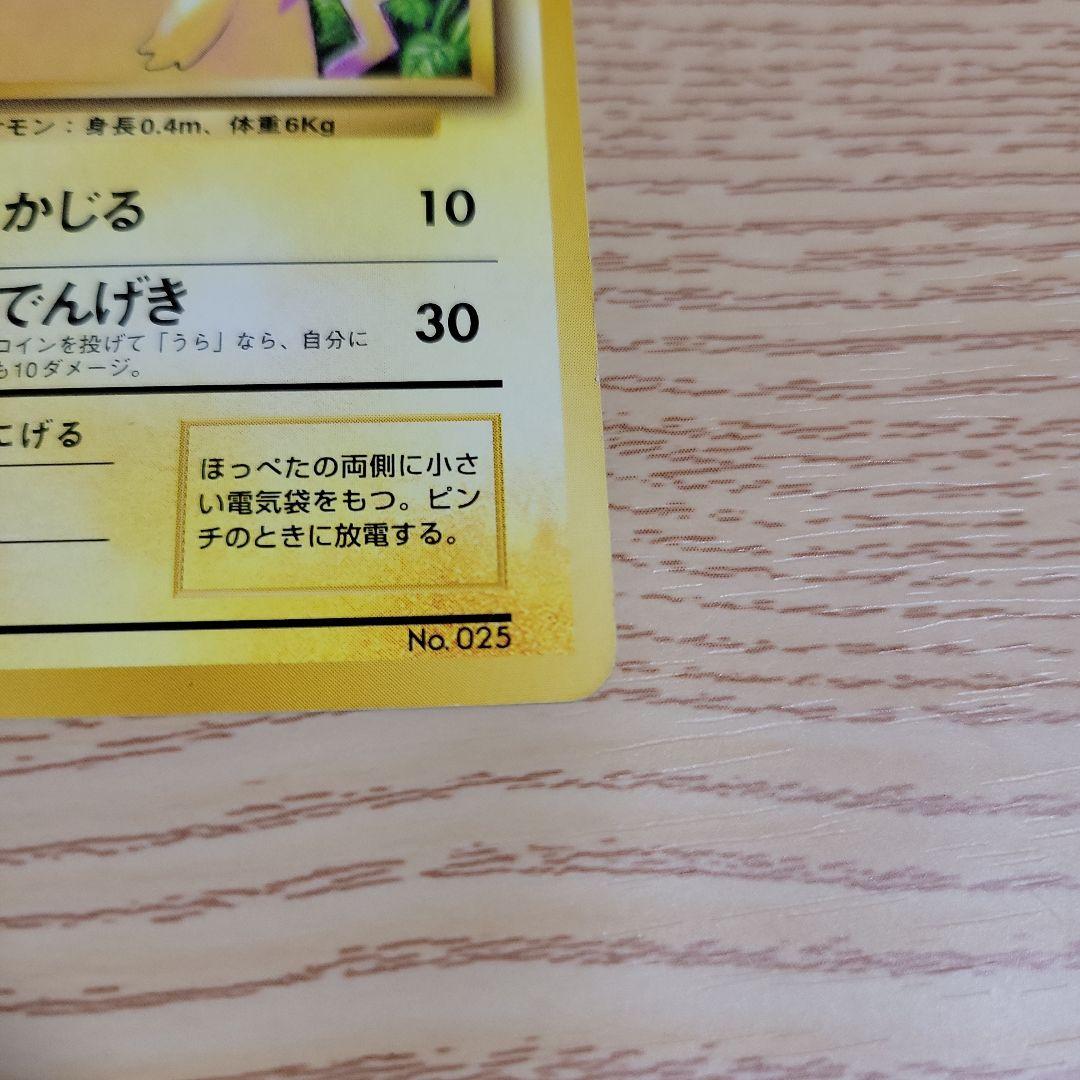 モン：身長0.4m、体重6Kg
かじる 10
でんげき 30
コインを投げて「うら」なら、自分に
も10ダメージ。
にげる
ほっぺたの両側に小さ
い電気袋をもつ。ピン
チのときに放電する。
No. 025